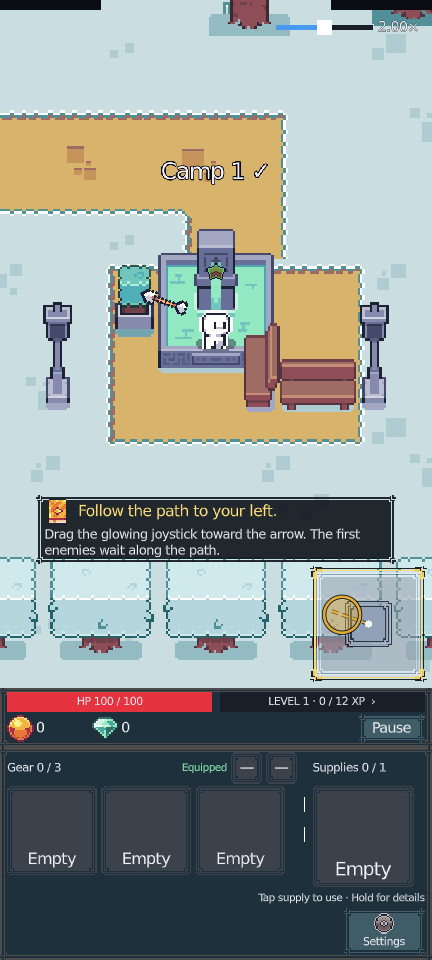 2.00×
Camp 1 ✓
Follow the path to your left.
Drag the glowing joystick toward the arrow. The first
enemies wait along the path.
HP 100 / 100
LEVEL 1 · 0 / 12 XP ›
0
0
Pause
Gear 0 / 3
Equipped
—
—
Supplies 0 / 1
Empty
Empty
Empty
Empty
Tap supply to use · Hold for details
Settings